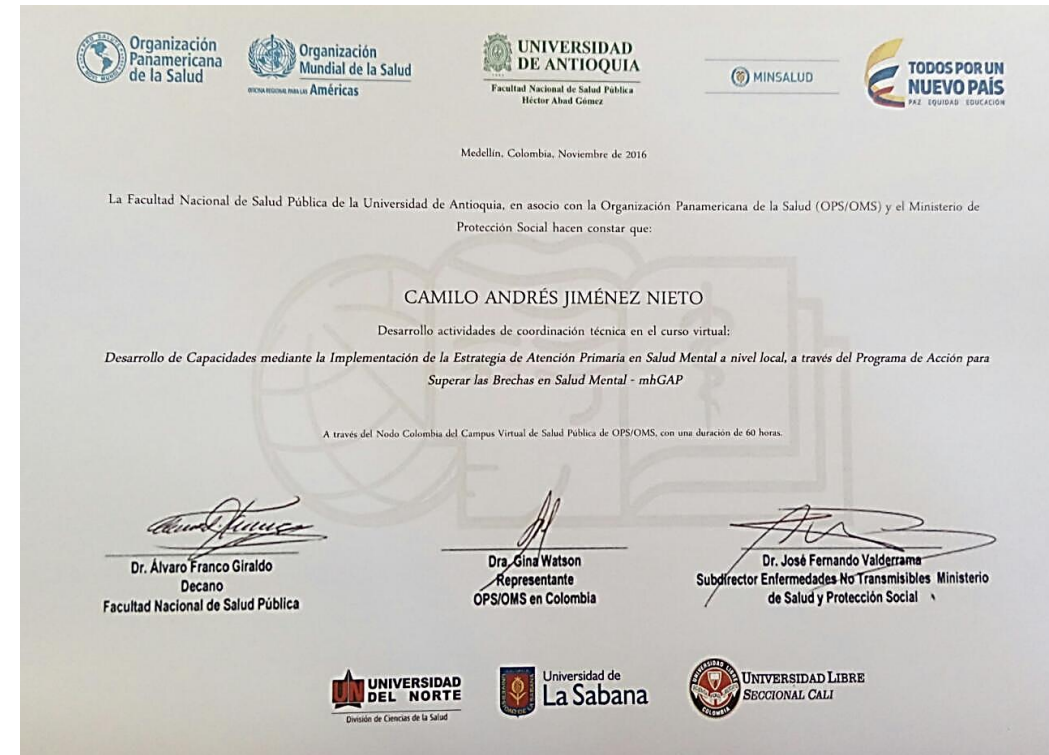 Organización
Panamericana
de la Salud
Organización
Mundial de la Salud
OFICINA REGIONAL PARA LAS Américas
UNIVERSIDAD
DE ANTIOQUIA
Facultad Nacional de Salud Pública
Héctor Abad Gómez
MINSALUD
TODOS POR UN
NUEVO PAÍS
PAZ EQUIDAD EDUCACIÓN
Medellín, Colombia, Noviembre de 2016
La Facultad Nacional de Salud Pública de la Universidad de Antioquia, en asocio con la Organización Panamericana de la Salud (OPS/OMS) y el Ministerio de
Protección Social hacen constar que:
CAMILO ANDRÉS JIMÉNEZ NIETO
Desarrollo actividades de coordinación técnica en el curso virtual:
Desarrollo de Capacidades mediante la Implementación de la Estrategia de Atención Primaria en Salud Mental a nivel local, a través del Programa de Acción para
Superar las Brechas en Salud Mental - mhGAP
A través del Nodo Colombia del Campus Virtual de Salud Pública de OPS/OMS, con una duración de 60 horas.
Dr. Álvaro Franco Giraldo
Decano
Facultad Nacional de Salud Pública
Dra. Gina Watson
Representante
OPS/OMS en Colombia
Dr. José Fernando Valderrama
Subdirector Enfermedades No Transmisibles Ministerio
de Salud y Protección Social
UN UNIVERSIDAD
DEL NORTE
División de Ciencias de la Salud
Universidad de
La Sabana
UNIVERSIDAD LIBRE
SECCIONAL CALI